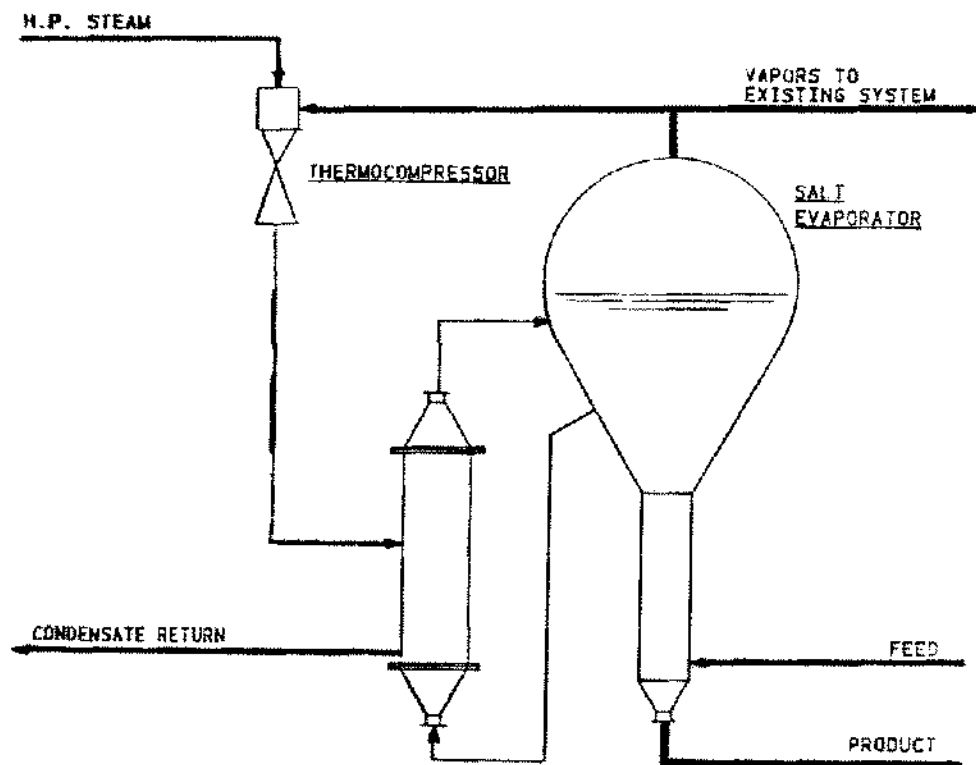 H.P. STEAM
VAPORS TO
EXISTING SYSTEM
THERMOCOMPRESSOR
SALT
EVAPORATOR
CONDENSATE RETURN
FEED
PRODUCT